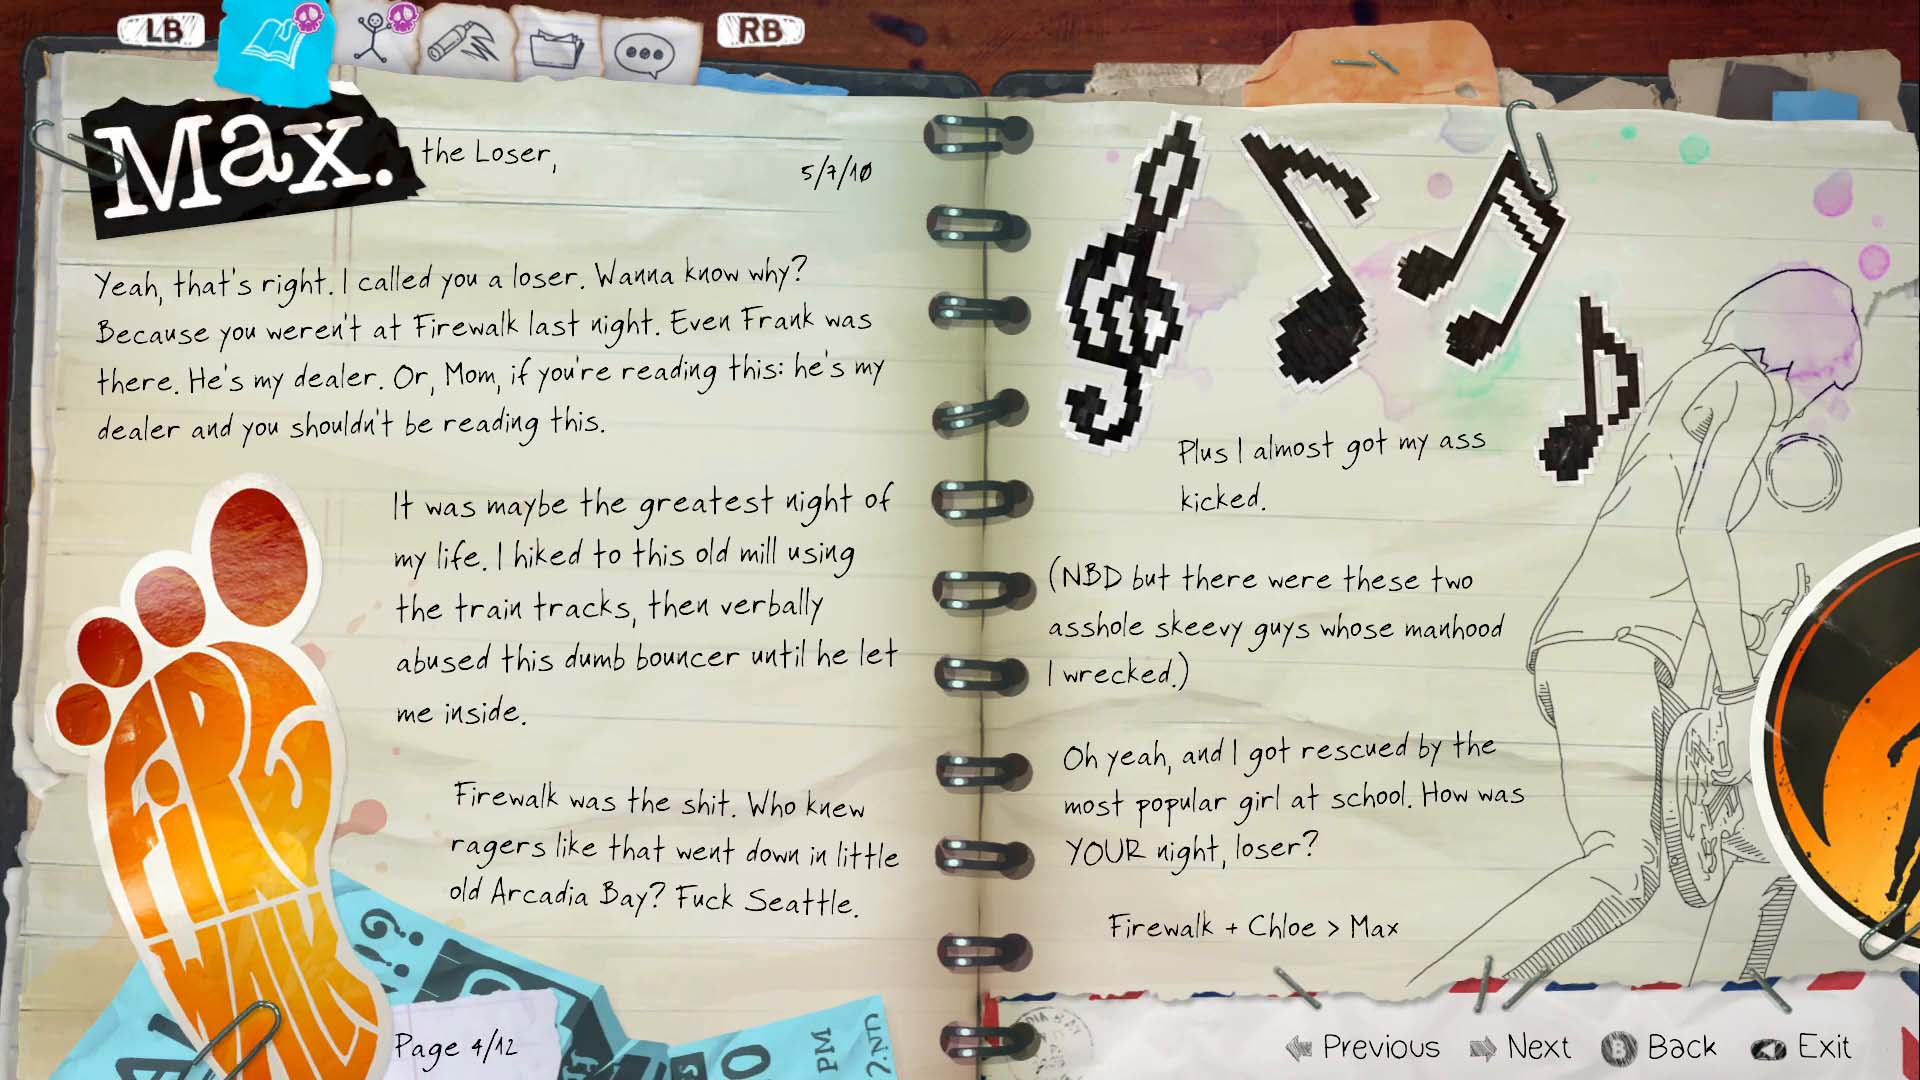 LB
RB
Max. the Loser,
5/7/10
Yeah, that's right. I called you a loser. Wanna know why?
Because you weren't at Firewalk last night. Even Frank was
there. He's my dealer. Or, Mom, if you're reading this: he's my
dealer and you shouldn't be reading this.
It was maybe the greatest night of
my life. I hiked to this old mill using
the train tracks, then verbally
abused this dumb bouncer until he let
me inside.
Firewalk was the shit. Who knew
ragers like that went down in little
old Arcadia Bay? Fuck Seattle.
FIRE
WALK
PM
Page 4/12
Plus I almost got my ass
kicked.
(NBD but there were these two
asshole skeevy guys whose manhood
I wrecked.)
Oh yeah, and I got rescued by the
most popular girl at school. How was
YOUR night, loser?
Firewalk + Chloe > Max
Previous
Next
B Back
Exit